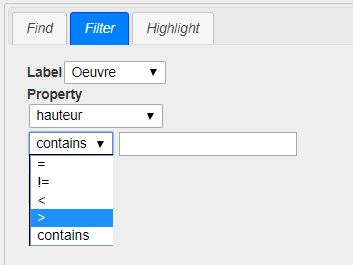 Find Filter Highlight
Label Oeuvre
Property
hauteur
contains
=
!=
<
>
contains